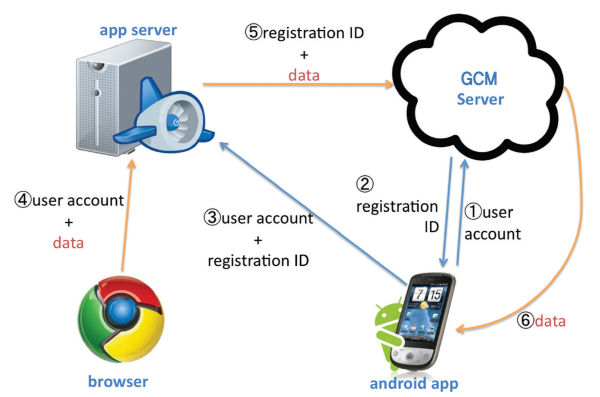 app server
⑤registration ID
+
data
GCM
Server
④user account
+
data
③user account
+
registration ID
②
registration
ID
①user
account
7 15
⑥data
browser
android app